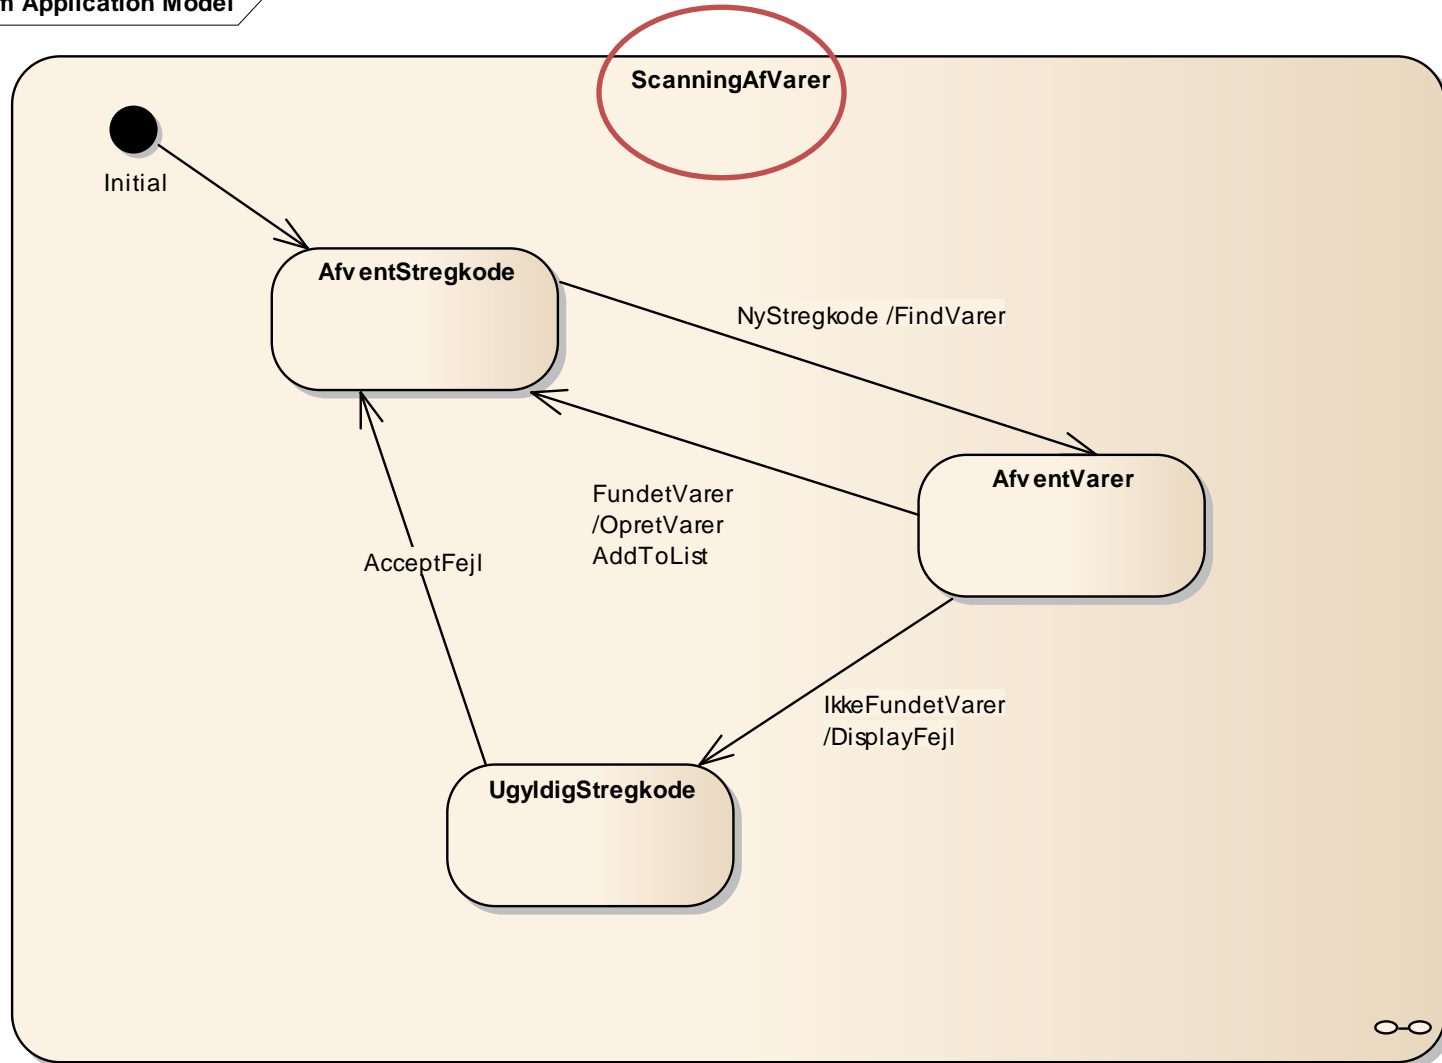 Application Model
ScanningAfVarer
Initial
AfventStregkode
NyStregkode /FindVarer
AfventVarer
FundetVarer
/OpretVarer
AddToList
AcceptFejl
IkkeFundetVarer
/DisplayFejl
UgyldigStregkode